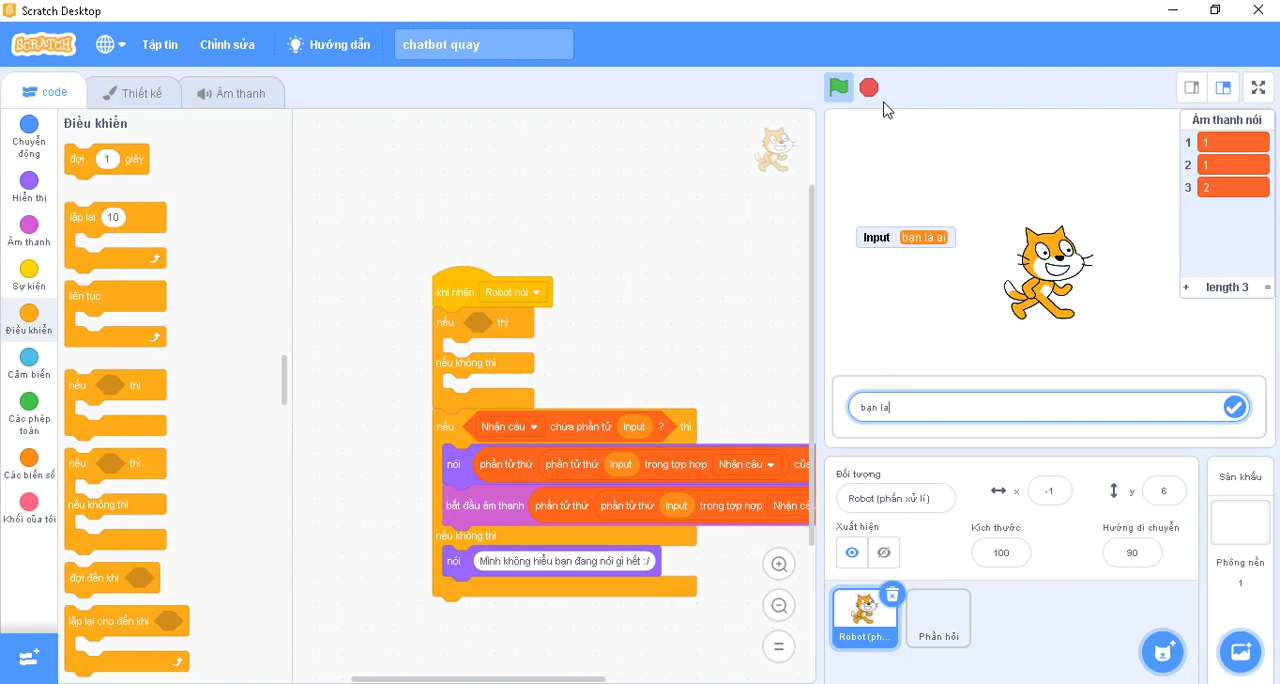 Scratch Desktop
SCRATCH
Tập tin
Chỉnh sửa
Hướng dẫn
chatbot quay
code
Thiết kế
Âm thanh
Chuyển động
Hiển thị
Âm thanh
Sự kiện
Điều khiển
Cảm biến
Các phép toán
Các biến số
Khối của tôi
Điều khiển
đợi 1 giây
lặp lại 10
liên tục
nếu thì
nếu thì
nếu không thì
đợi đến khi
lặp lại cho đến khi
khi nhận Robot nói
nếu thì
nếu không thì
nếu Nhận câu chứa phần tử Input ? thì
nói phần tử thứ phần tử thứ Input trong tợp hợp Nhận câu của
bắt đầu âm thanh phần tử thứ phần tử thứ Input trong tợp hợp Nhận câ
nếu không thì
nói Mình không hiểu bạn đang nói gì hết :/
=
Âm thanh nói
1 1
2 1
3 2
+ length 3 =
Input bạn là ai
bạn la
Đối tượng
Robot (phần xử lí)
x -1
y 6
Xuất hiện
Kích thước
100
Hướng di chuyển
90
Robot (ph...
Phần hồi
Sân khấu
Phông nền
1